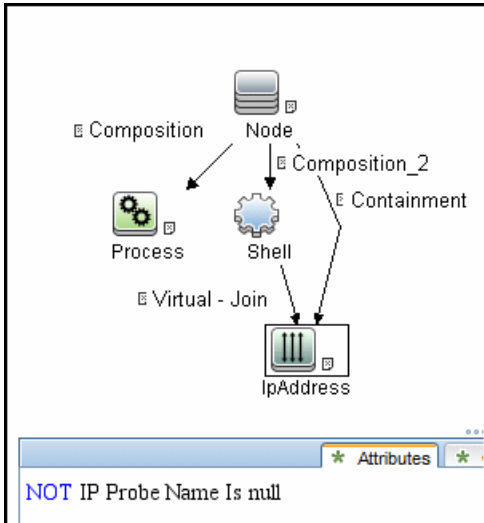 Composition
Node
Composition_2
Containment
Process
Shell
Virtual - Join
IpAddress
Attributes
NOT IP Probe Name Is null